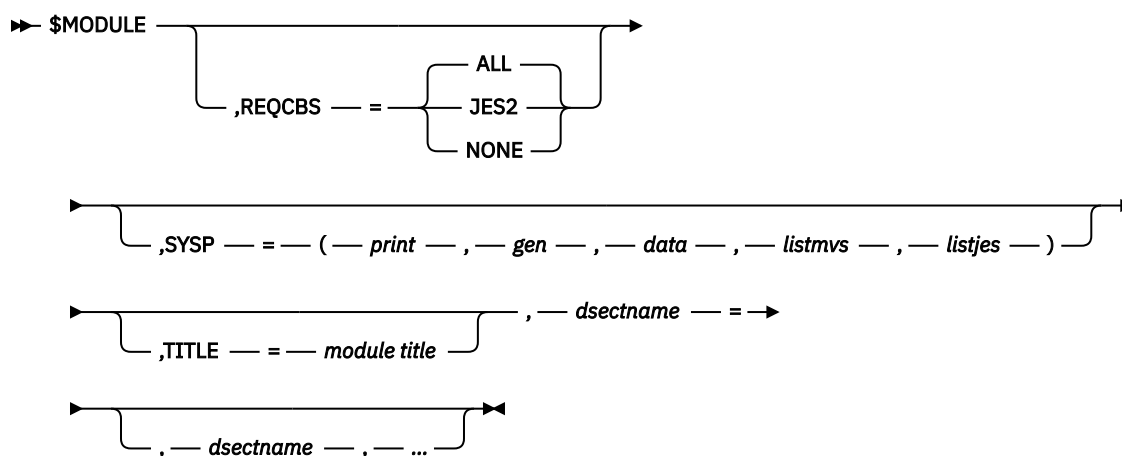 $MODULE
ALL
,REQCBS = JES2
NONE
,SYSP = ( print , gen , data , listmvs , listjes )
, dsectname =
,TITLE = module title
, dsectname , ...